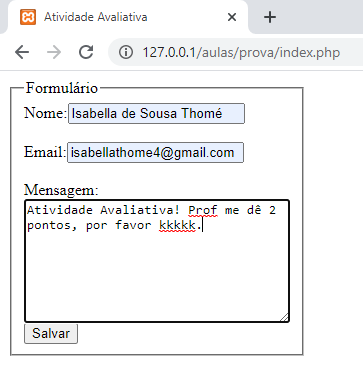 Atividade Avaliativa
127.0.0.1/aulas/prova/index.php
Formulário
Nome: Isabella de Sousa Thomé
Email: isabellathome4@gmail.com
Mensagem:
Atividade Avaliativa! Prof me dê 2
pontos, por favor kkkkk.
Salvar